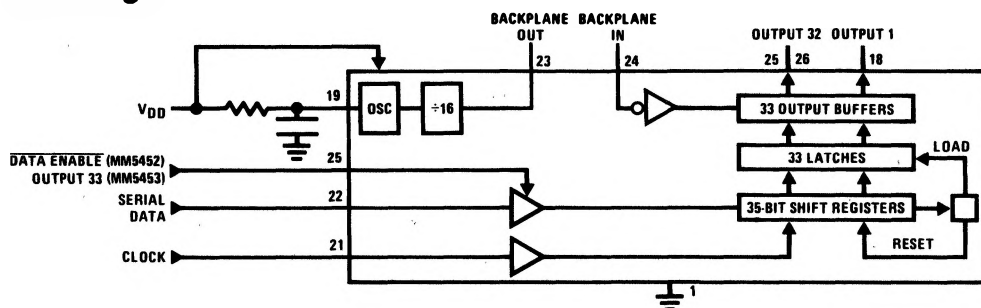 BACKPLANE BACKPLANE
OUT IN
OUTPUT 32 OUTPUT 1
23 24 25 26 18
VDD
19
OSC
÷16
33 OUTPUT BUFFERS
LOAD
33 LATCHES
DATA ENABLE (MM5452)
OUTPUT 33 (MM5453)
25
SERIAL
DATA
22
35-BIT SHIFT REGISTERS
RESET
CLOCK
21
1